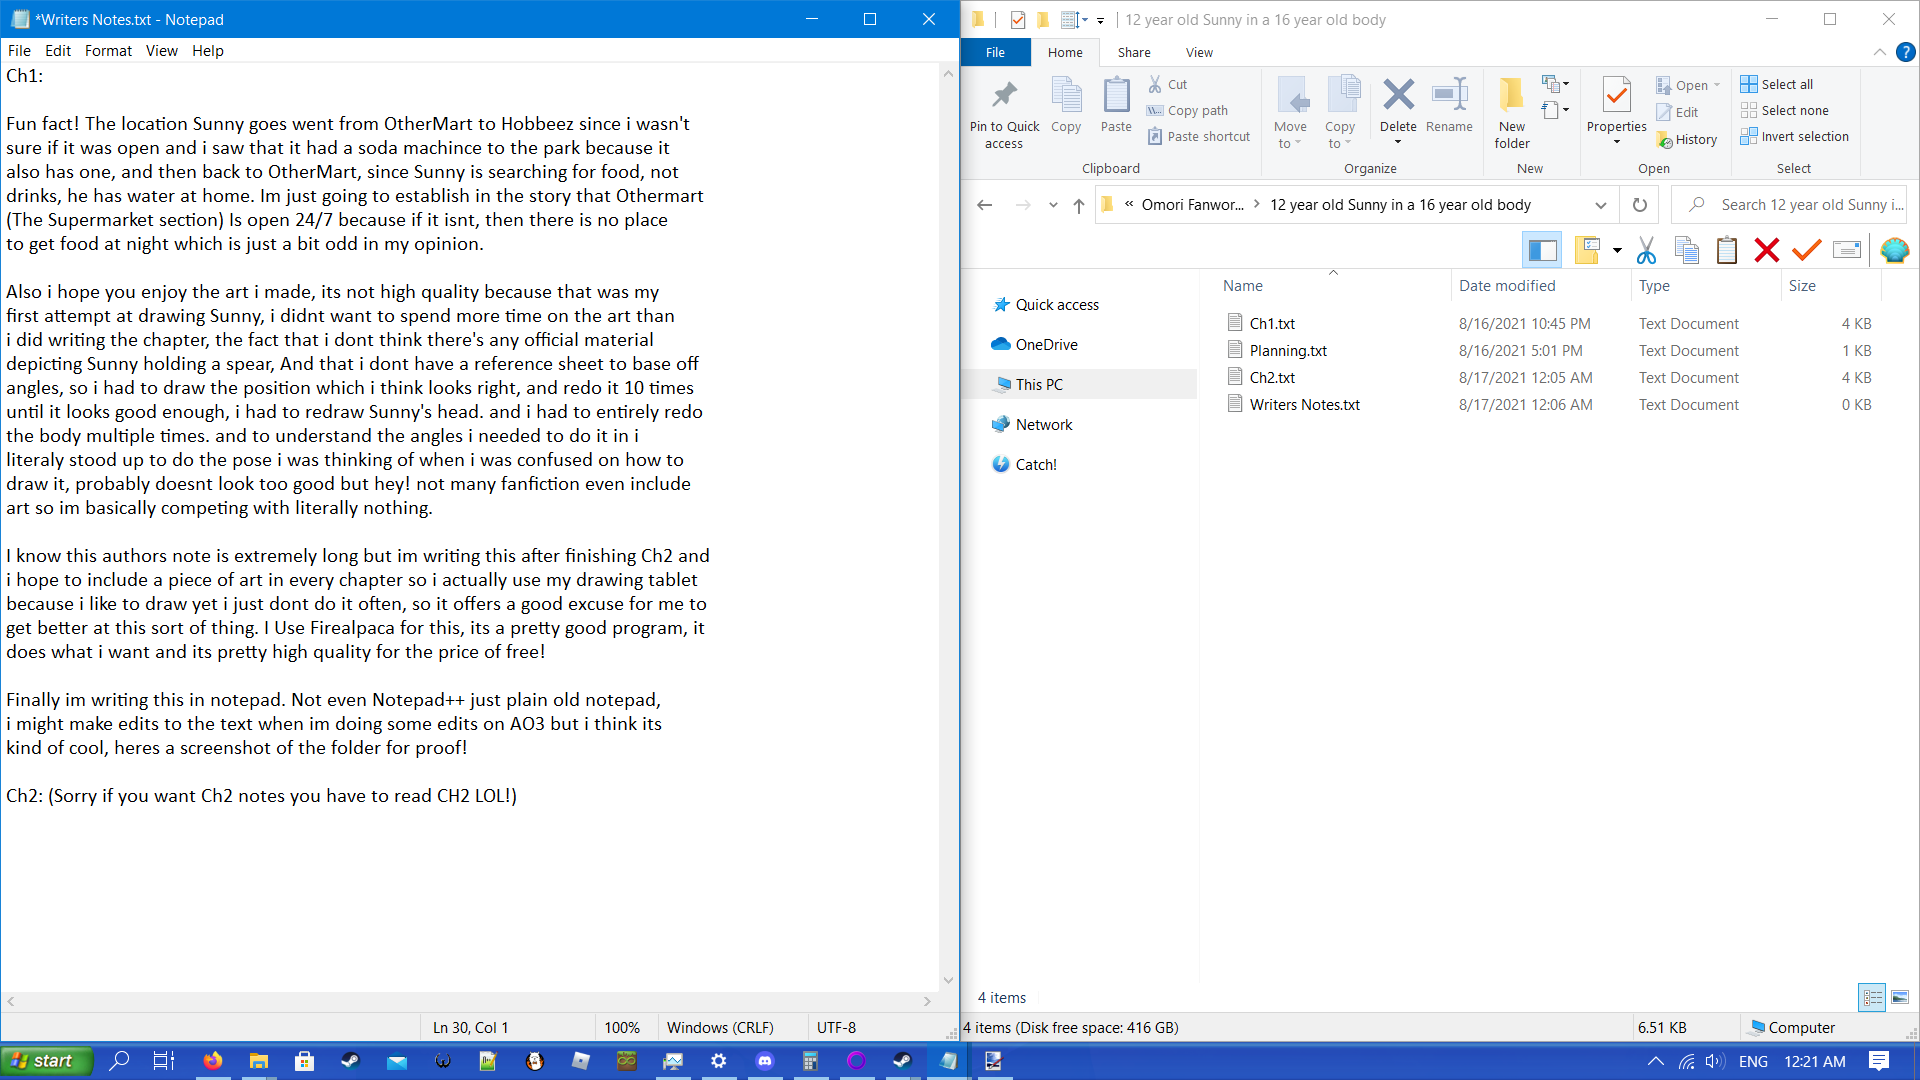 *Writers Notes.txt - Notepad
File Edit Format View Help
Ch1:
Fun fact! The location Sunny goes went from OtherMart to Hobbeez since i wasn't
sure if it was open and i saw that it had a soda machince to the park because it
also has one, and then back to OtherMart, since Sunny is searching for food, not
drinks, he has water at home. Im just going to establish in the story that Othermart
(The Supermarket section) Is open 24/7 because if it isnt, then there is no place
to get food at night which is just a bit odd in my opinion.
Also i hope you enjoy the art i made, its not high quality because that was my
first attempt at drawing Sunny, i didnt want to spend more time on the art than
i did writing the chapter, the fact that i dont think there's any official material
depicting Sunny holding a spear, And that i dont have a reference sheet to base off
angles, so i had to draw the position which i think looks right, and redo it 10 times
until it looks good enough, i had to redraw Sunny's head. and i had to entirely redo
the body multiple times. and to understand the angles i needed to do it in i
literaly stood up to do the pose i was thinking of when i was confused on how to
draw it, probably doesnt look too good but hey! not many fanfiction even include
art so im basically competing with literally nothing.
I know this authors note is extremely long but im writing this after finishing Ch2 and
i hope to include a piece of art in every chapter so i actually use my drawing tablet
because i like to draw yet i just dont do it often, so it offers a good excuse for me to
get better at this sort of thing. I Use Firealpaca for this, its a pretty good program, it
does what i want and its pretty high quality for the price of free!
Finally im writing this in notepad. Not even Notepad++ just plain old notepad,
i might make edits to the text when im doing some edits on AO3 but i think its
kind of cool, heres a screenshot of the folder for proof!
Ch2: (Sorry if you want Ch2 notes you have to read CH2 LOL!)
Ln 30, Col 1 100% Windows (CRLF) UTF-8
12 year old Sunny in a 16 year old body
File Home Share View
Pin to Quick access
Copy
Paste
Cut
Copy path
Paste shortcut
Clipboard
Move to
Copy to
Delete
Rename
Organize
New folder
New
Properties
Open
Edit
History
Open
Select all
Select none
Invert selection
Select
« Omori Fanwor... > 12 year old Sunny in a 16 year old body
Search 12 year old Sunny i...
Quick access
OneDrive
This PC
Network
Catch!
Name Date modified Type Size
Ch1.txt 8/16/2021 10:45 PM Text Document 4 KB
Planning.txt 8/16/2021 5:01 PM Text Document 1 KB
Ch2.txt 8/17/2021 12:05 AM Text Document 4 KB
Writers Notes.txt 8/17/2021 12:06 AM Text Document 0 KB
4 items
4 items (Disk free space: 416 GB) 6.51 KB Computer
start ENG 12:21 AM